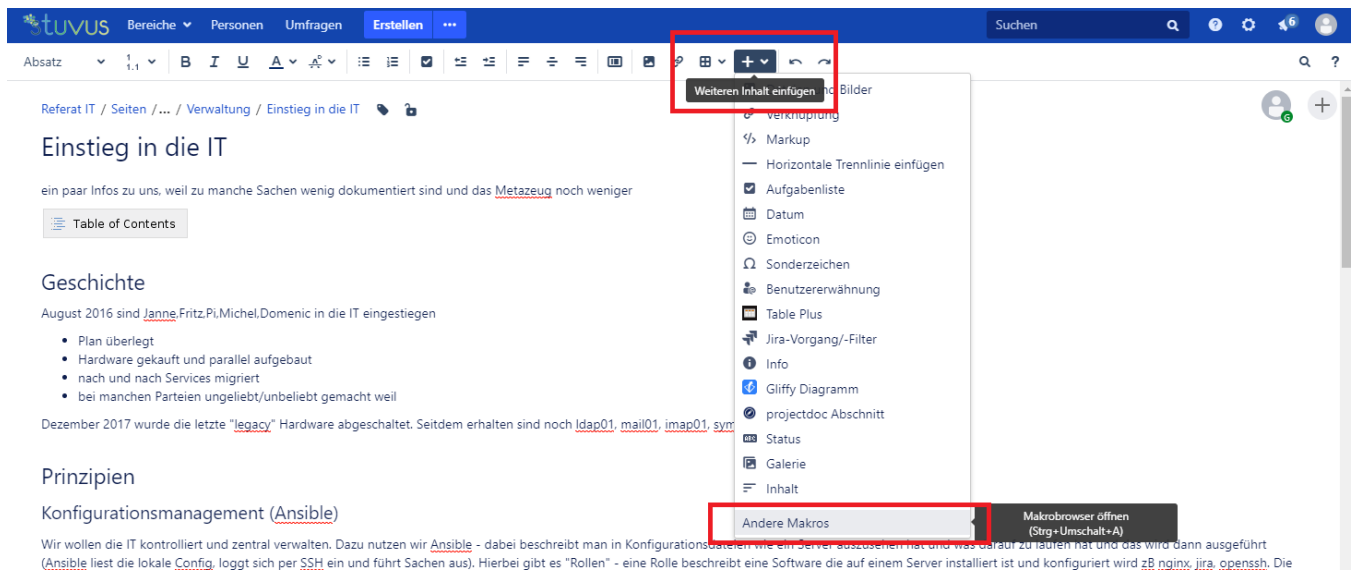 stuvus Bereiche Personen Umfragen Erstellen ... Suchen 6
Absatz 1. 1.1 B I U A A ?
Weiteren Inhalt einfügen
nd Bilder
Referat IT / Seiten /... / Verwaltung / Einstieg in die IT
G
Verknüpfung
Markup
Einstieg in die IT
Horizontale Trennlinie einfügen
Aufgabenliste
ein paar Infos zu uns, weil zu manche Sachen wenig dokumentiert sind und das Metazeug noch weniger
Datum
Table of Contents
Emoticon
Sonderzeichen
Geschichte
Benutzererwähnung
August 2016 sind Janne,Fritz,Pi,Michel,Domenic in die IT eingestiegen
Table Plus
Plan überlegt
Jira-Vorgang/-Filter
Hardware gekauft und parallel aufgebaut
Info
nach und nach Services migriert
Gliffy Diagramm
bei manchen Parteien ungeliebt/unbeliebt gemacht weil
projectdoc Abschnitt
Dezember 2017 wurde die letzte "legacy" Hardware abgeschaltet. Seitdem erhalten sind noch ldap01, mail01, imap01, sym
Status
Galerie
Prinzipien
Inhalt
Konfigurationsmanagement (Ansible)
Andere Makros
Makrobrowser öffnen
(Strg+Umschalt+A)
Wir wollen die IT kontrolliert und zentral verwalten. Dazu nutzen wir Ansible - dabei beschreibt man in Konfigurationsdateien wie ein Server auszusehen hat und was darauf zu laufen hat und das wird dann ausgeführt
(Ansible liest die lokale Config, loggt sich per SSH ein und führt Sachen aus). Hierbei gibt es "Rollen" - eine Rolle beschreibt eine Software die auf einem Server installiert ist und konfiguriert wird zB nginx, jira, openssh. Die